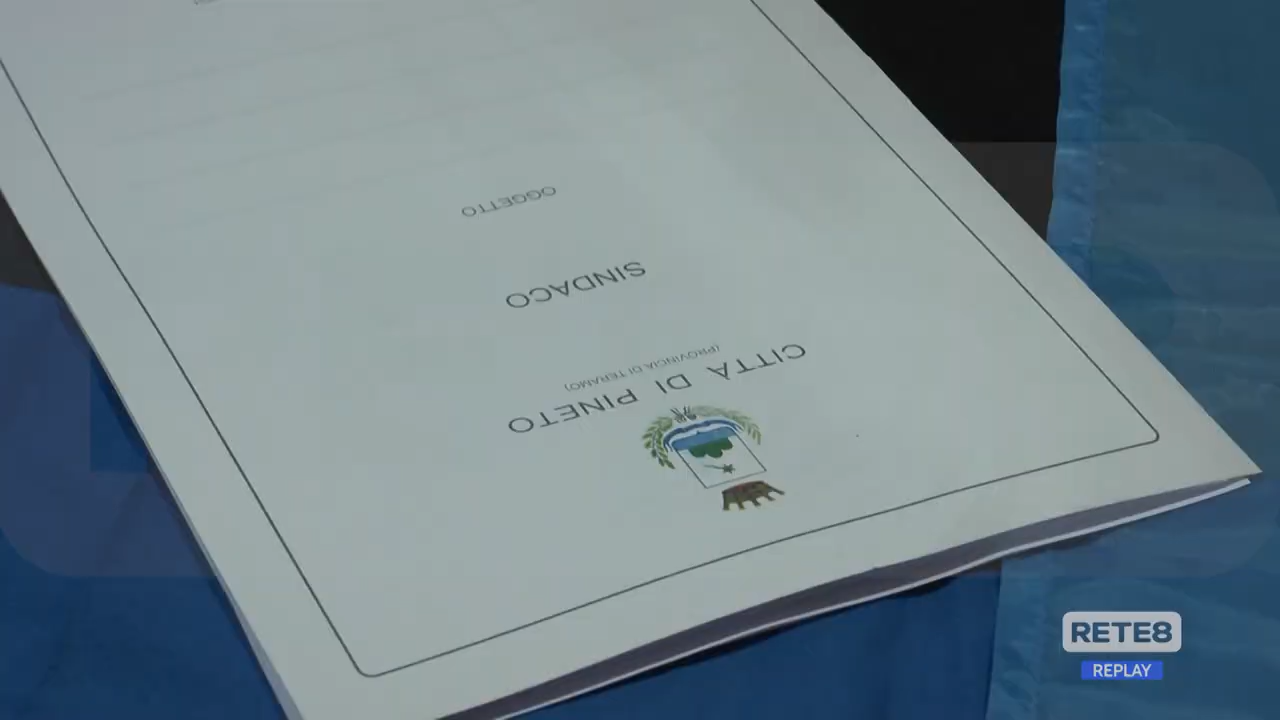 CITTÀ DI PINETO
(PROVINCIA DI TERAMO)
SINDACO
OGGETTO
RETE8
REPLAY